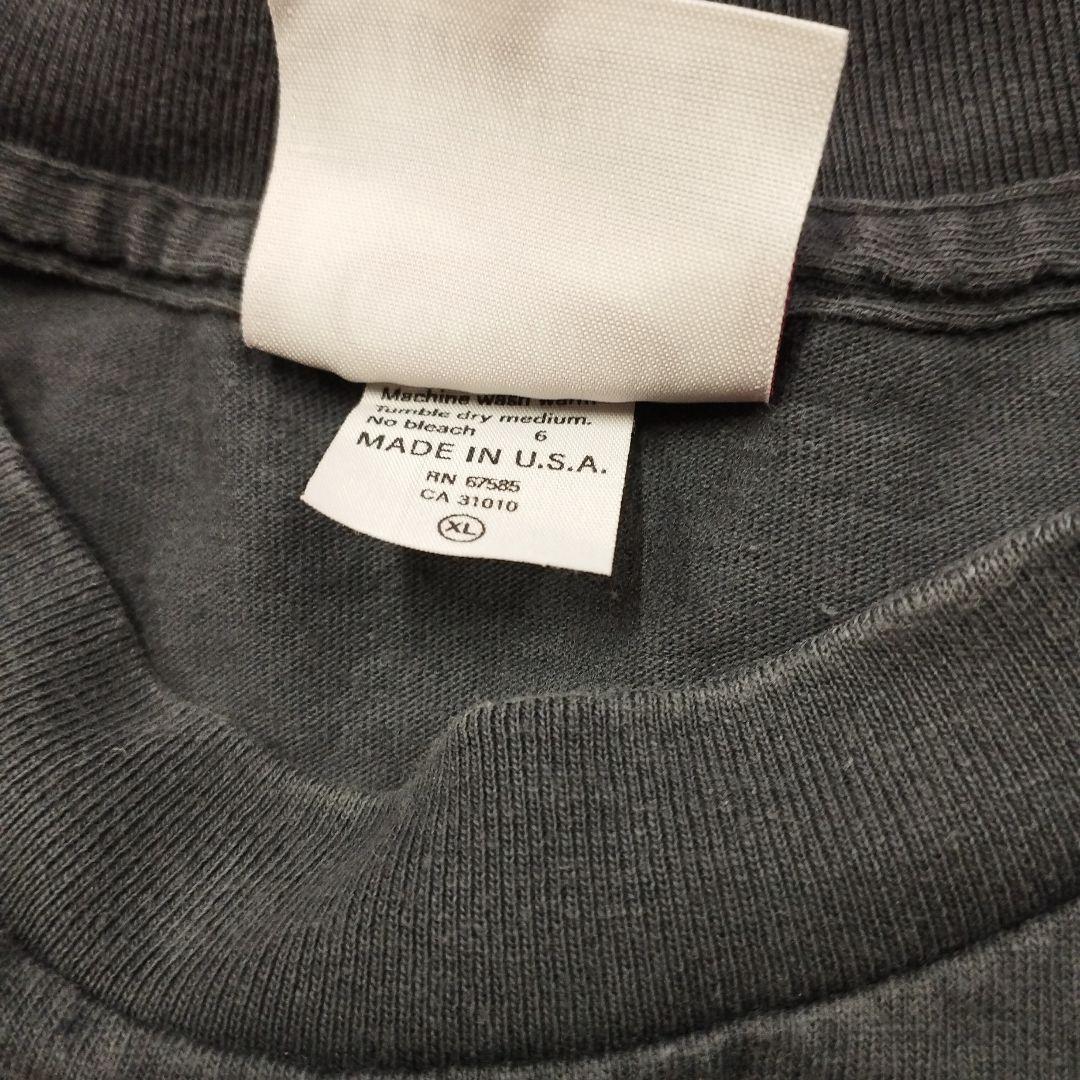 Machine wash warm.
Tumble dry medium.
No bleach 6
MADE IN U.S.A.
RN 67585
CA 31010
XL